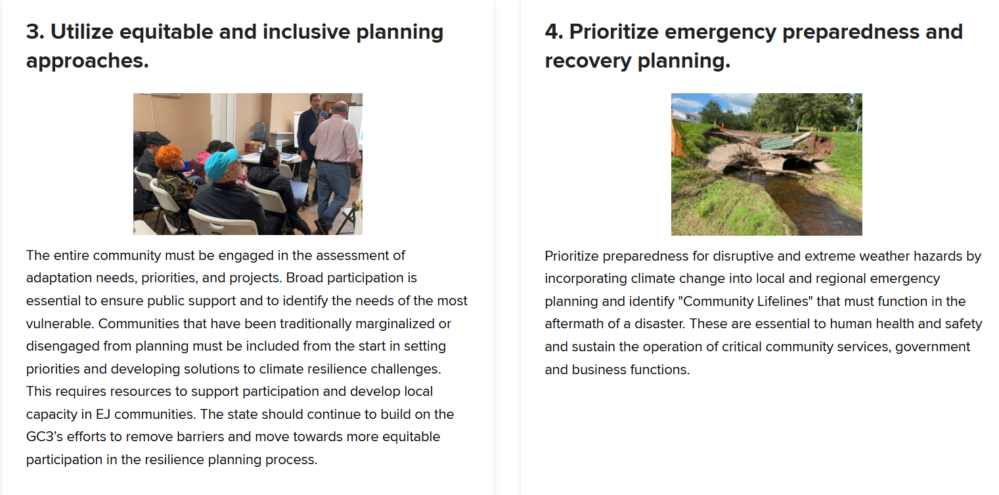 3. Utilize equitable and inclusive planning
approaches.
The entire community must be engaged in the assessment of
adaptation needs, priorities, and projects. Broad participation is
essential to ensure public support and to identify the needs of the most
vulnerable. Communities that have been traditionally marginalized or
disengaged from planning must be included from the start in setting
priorities and developing solutions to climate resilience challenges.
This requires resources to support participation and develop local
capacity in EJ communities. The state should continue to build on the
GC3’s efforts to remove barriers and move towards more equitable
participation in the resilience planning process.
4. Prioritize emergency preparedness and
recovery planning.
Prioritize preparedness for disruptive and extreme weather hazards by
incorporating climate change into local and regional emergency
planning and identify "Community Lifelines" that must function in the
aftermath of a disaster. These are essential to human health and safety
and sustain the operation of critical community services, government
and business functions.